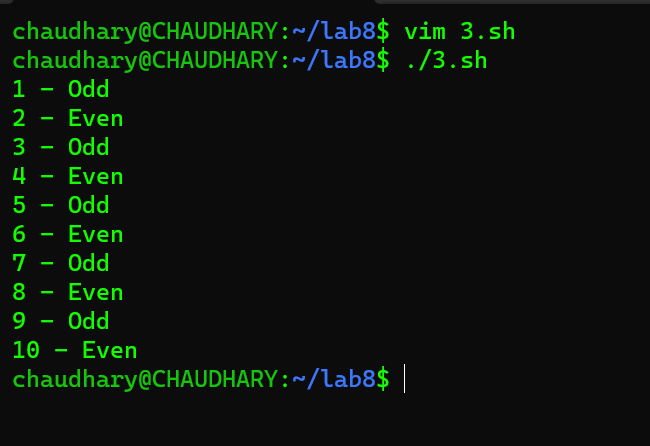 chaudhary@CHAUDHARY:~/lab8$ vim 3.sh
chaudhary@CHAUDHARY:~/lab8$ ./3.sh
1 - Odd
2 - Even
3 - Odd
4 - Even
5 - Odd
6 - Even
7 - Odd
8 - Even
9 - Odd
10 - Even
chaudhary@CHAUDHARY:~/lab8$